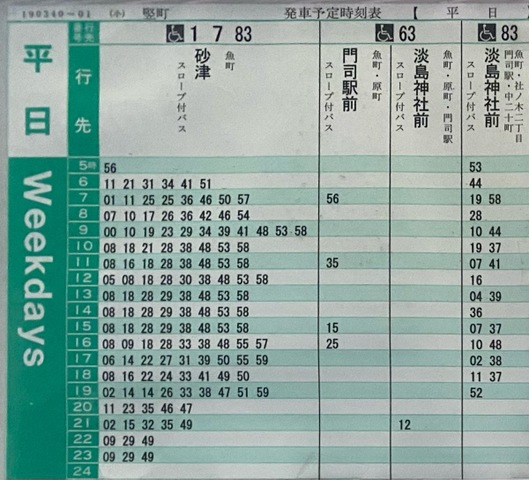 190340-01 (小) 竪町 発車予定時刻表 【 平 日
番号 行先 1 7 83 63 83
平日 行先 砂津 魚町 スロープ付バス 門司駅前 魚町・原町 スロープ付バス 淡島神社前 魚町・原町・門司駅 スロープ付バス 淡島神社前 魚町・社ノ木二丁目 門司駅・中二十町 スロープ付バス
Weekdays
5時 56 53
6 11 21 31 34 41 51 44
7 01 11 25 25 36 46 50 57 56 19 58
8 07 10 17 26 36 42 46 54 28
9 00 10 19 23 29 34 39 41 48 53 58 10 44
10 08 18 21 28 38 48 53 58 19 37
11 08 16 18 28 38 48 53 58 35 07 41
12 05 08 18 28 30 38 48 53 58 16
13 08 18 28 29 38 48 53 58 04 39
14 08 18 28 29 38 48 53 58 36
15 08 18 28 29 38 48 53 58 15 07 37
16 08 09 18 28 33 38 48 55 57 25 10 48
17 06 14 22 27 31 39 50 55 59 02 38
18 08 16 22 24 33 41 49 50 11 37
19 02 14 14 26 33 38 47 51 59 52
20 11 23 35 46 47
21 02 15 32 35 49 12
22 09 29 49
23 09 29 49
24